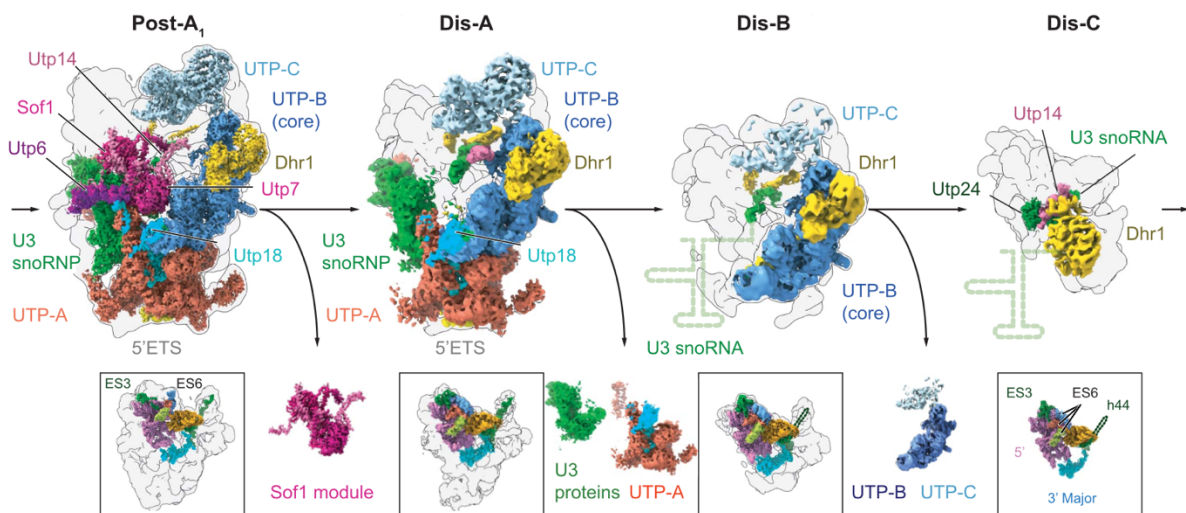 Post-A1
Dis-A
Dis-B
Dis-C
Utp14
UTP-C
Sof1
UTP-B
(core)
Utp6
Dhr1
Utp7
U3
snoRNP
Utp18
UTP-A
5'ETS
UTP-C
UTP-B
(core)
Dhr1
U3
snoRNP
Utp18
UTP-A
5'ETS
UTP-C
Dhr1
UTP-B
(core)
U3 snoRNA
Utp14
U3 snoRNA
Utp24
Dhr1
ES3
ES6
Sof1 module
U3
proteins
UTP-A
UTP-B
UTP-C
ES3
ES6
h44
5'
3' Major